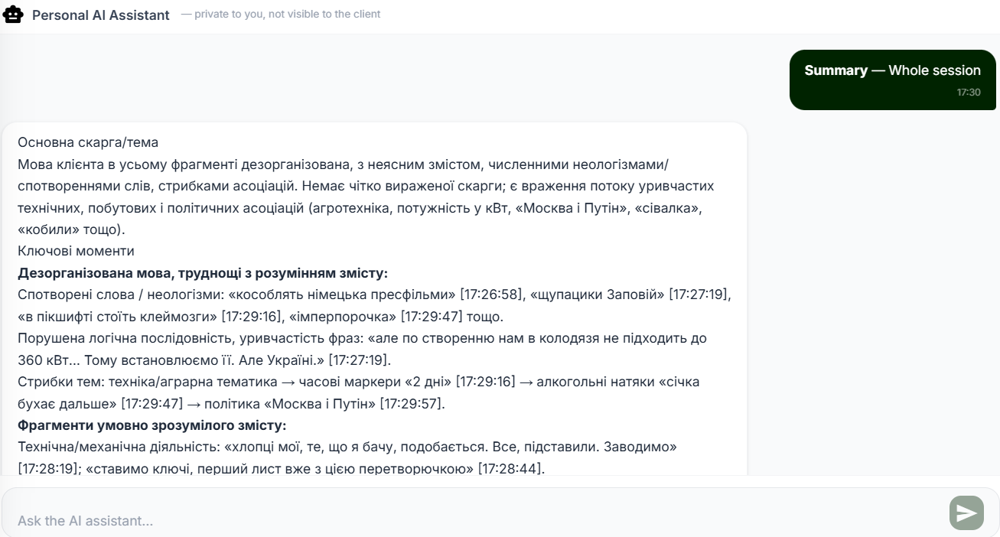 Personal AI Assistant — private to you, not visible to the client
Summary — Whole session
17:30
Основна скарга/тема
Мова клієнта в усьому фрагменті дезорганізована, з неясним змістом, численними неологізмами/
спотвореннями слів, стрибками асоціацій. Немає чітко вираженої скарги; є враження потоку уривчастих
технічних, побутових і політичних асоціацій (агротехніка, потужність у кВт, «Москва і Путін», «сівалка»,
«кобили» тощо).
Ключові моменти
Дезорганізована мова, труднощі з розумінням змісту:
Спотворені слова / неологізми: «кособлять німецька пресфільми» [17:26:58], «щупацики Заповій» [17:27:19],
«в пікшифті стоїть клеймозги» [17:29:16], «імперпорочка» [17:29:47] тощо.
Порушена логічна послідовність, уривчастість фраз: «але по створенню нам в колодязя не підходить до
360 кВт... Тому встановлюємо її. Але Україні.» [17:27:19].
Стрибки тем: техніка/аграрна тематика → часові маркери «2 дні» [17:29:16] → алкогольні натяки «січка
бухає дальше» [17:29:47] → політика «Москва і Путін» [17:29:57].
Фрагменти умовно зрозумілого змісту:
Технічна/механічна діяльність: «хлопці мої, те, що я бачу, подобається. Все, підставили. Заводимо»
[17:28:19]; «ставимо ключі, перший лист вже з цією перетворючкою» [17:28:44].
Ask the AI assistant...